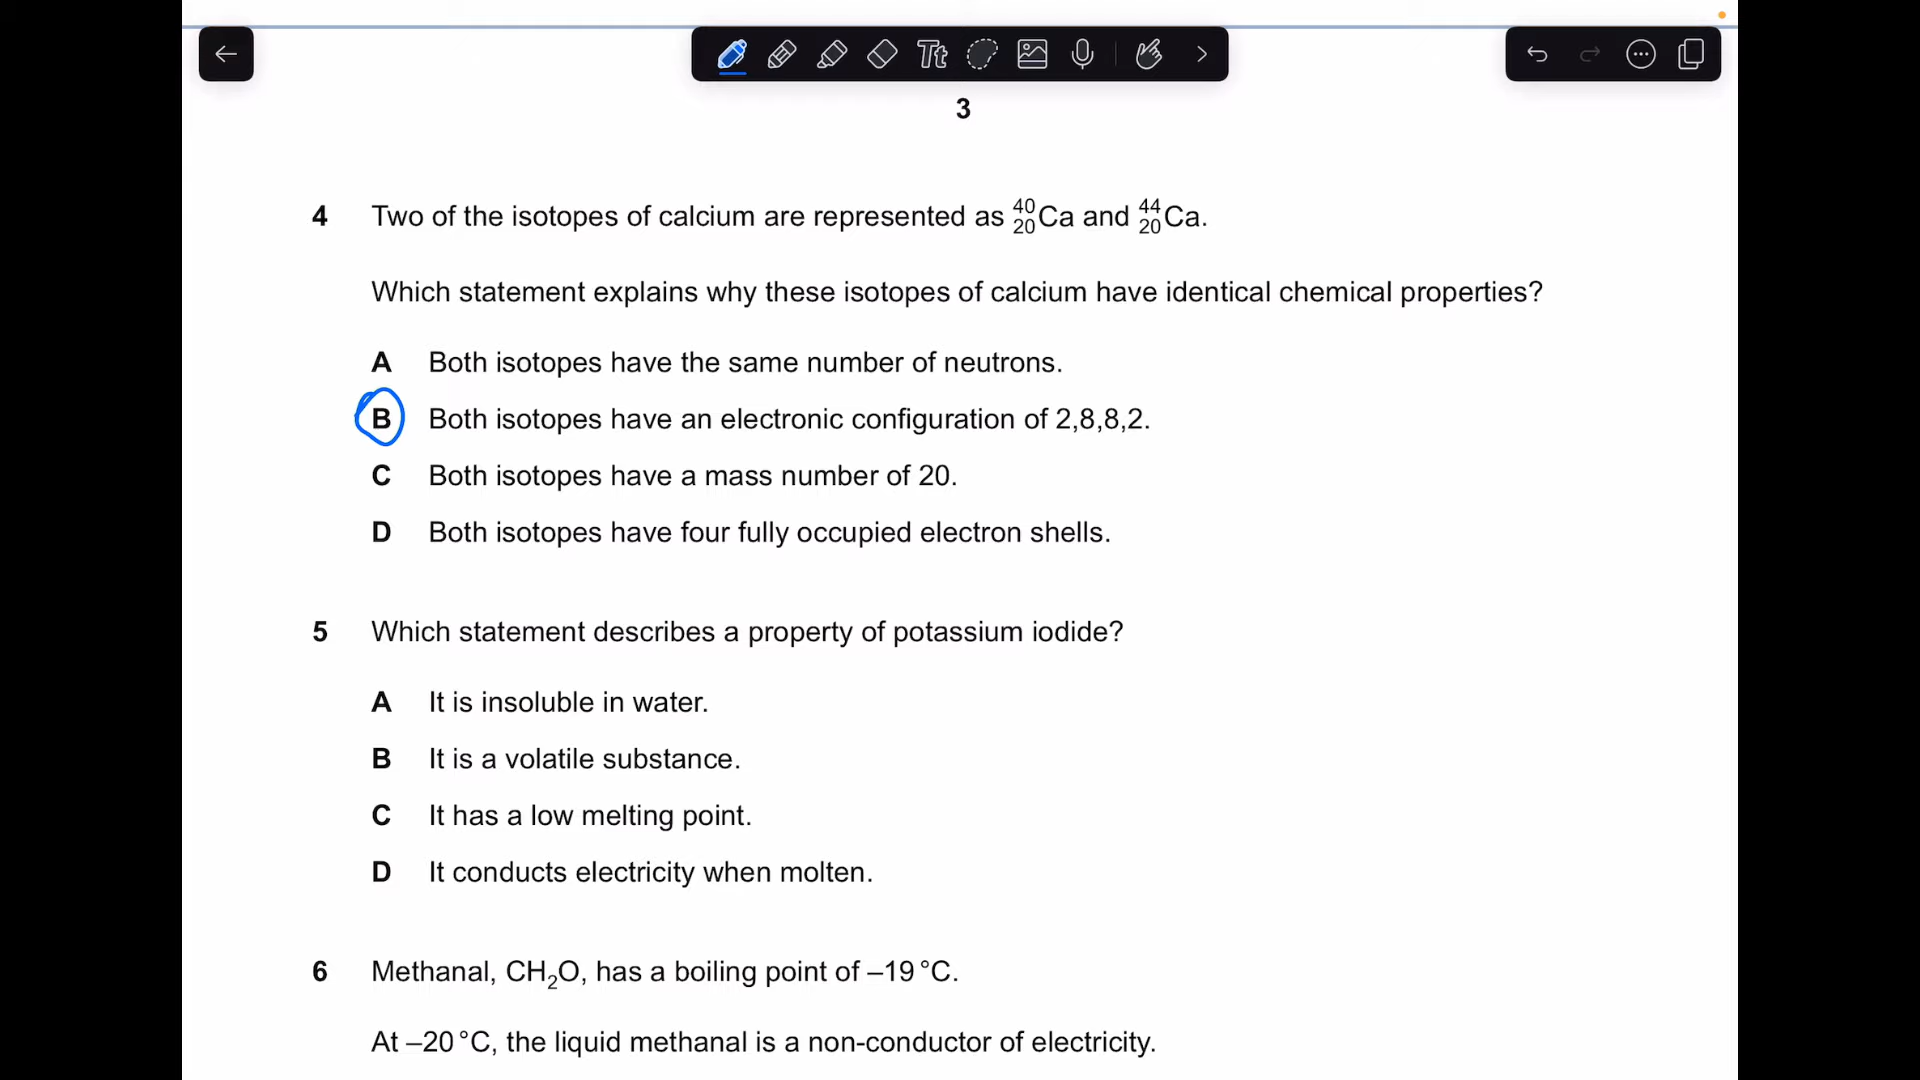 Tt
3
4 Two of the isotopes of calcium are represented as ⁴⁰₂₀Ca and ⁴⁴₂₀Ca.
Which statement explains why these isotopes of calcium have identical chemical properties?
A Both isotopes have the same number of neutrons.
B Both isotopes have an electronic configuration of 2,8,8,2.
C Both isotopes have a mass number of 20.
D Both isotopes have four fully occupied electron shells.
5 Which statement describes a property of potassium iodide?
A It is insoluble in water.
B It is a volatile substance.
C It has a low melting point.
D It conducts electricity when molten.
6 Methanal, CH₂O, has a boiling point of –19 °C.
At –20 °C, the liquid methanal is a non-conductor of electricity.